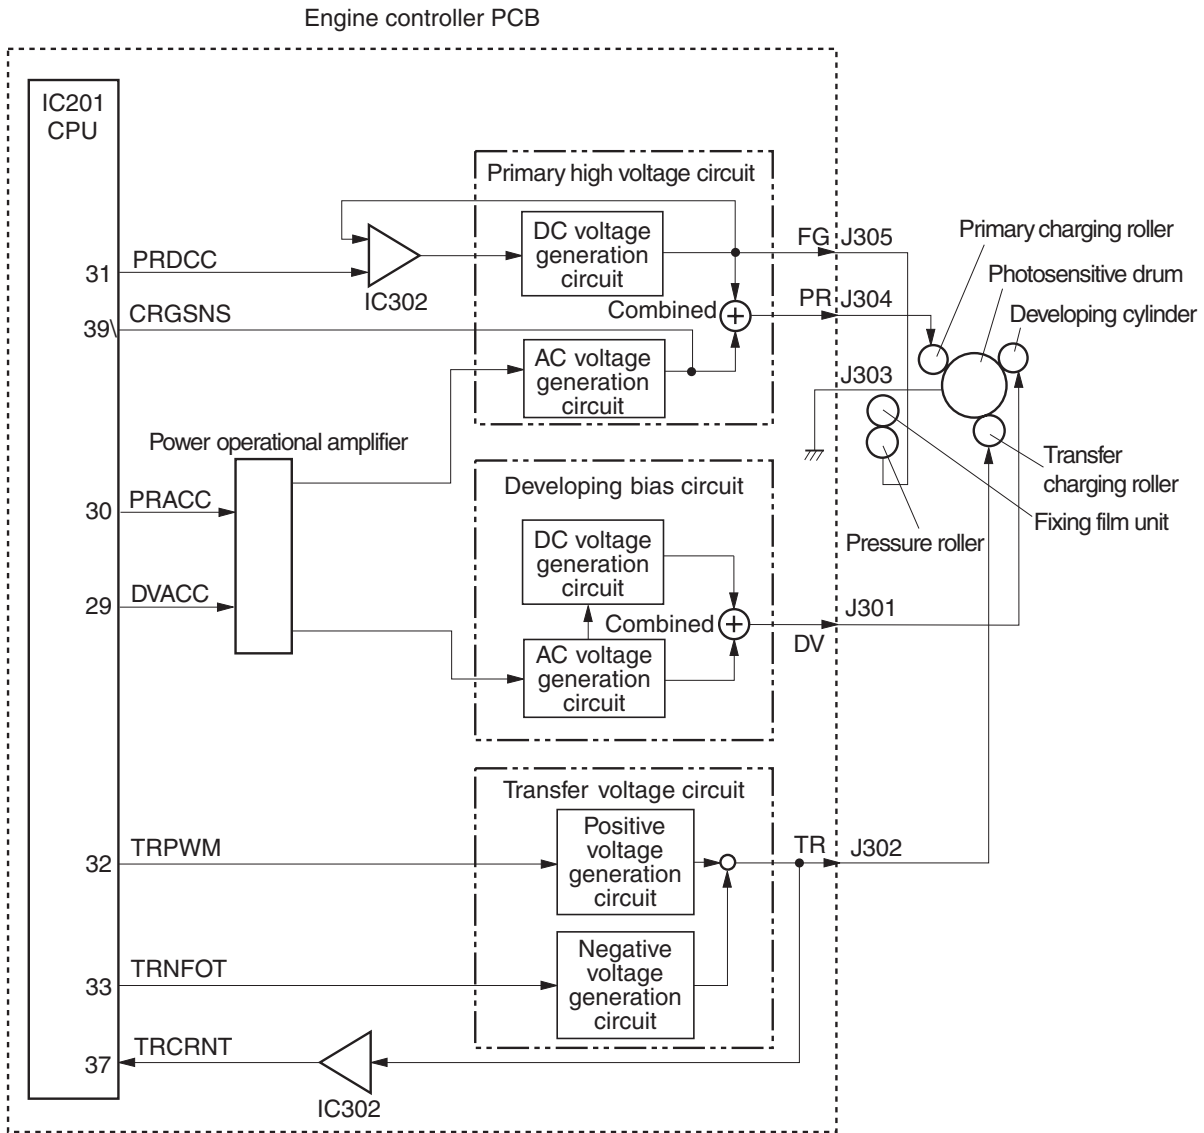 Engine controller PCB
IC201
CPU
Primary high voltage circuit
DC voltage
generation
circuit
FG
J305
Primary charging roller
31
PRDCC
IC302
Combined
PR
J304
Photosensitive drum
39\
CRGSNS
Developing cylinder
AC voltage
generation
circuit
J303
Power operational amplifier
Transfer
charging roller
30
PRACC
Developing bias circuit
Fixing film unit
DC voltage
generation
circuit
Pressure roller
29
DVACC
Combined
J301
DV
AC voltage
generation
circuit
Transfer voltage circuit
Positive
voltage
generation
circuit
32
TRPWM
TR
J302
Negative
voltage
generation
circuit
33
TRNFOT
37
TRCRNT
IC302